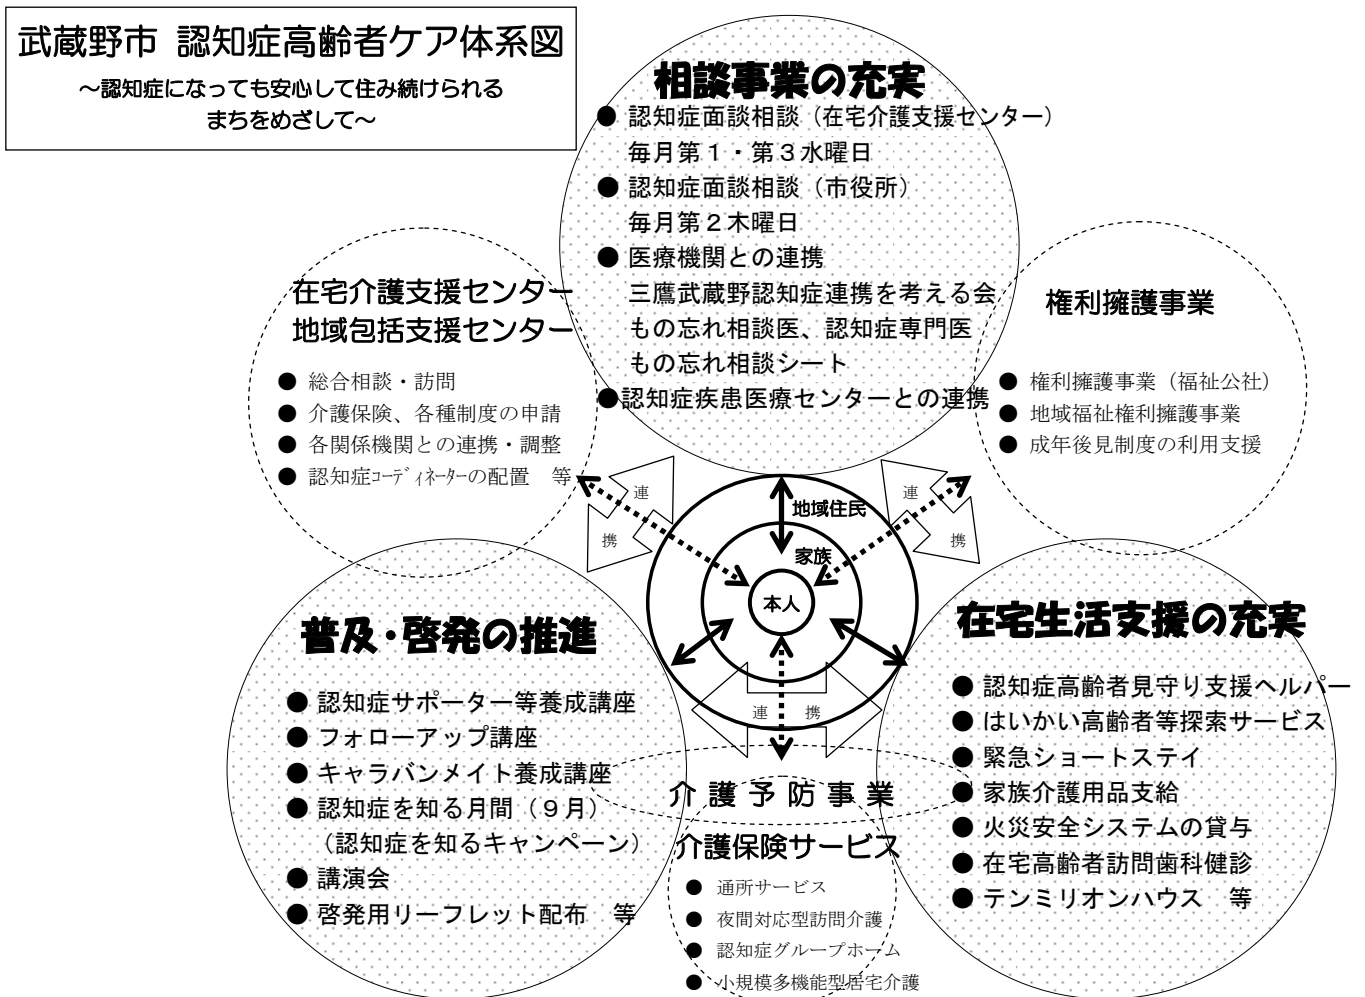 武蔵野市 認知症高齢者ケア体系図
～認知症になっても安心して住み続けられる
まちをめざして～
相談事業の充実
● 認知症面談相談（在宅介護支援センター）
毎月第１・第３水曜日
● 認知症面談相談（市役所）
毎月第２木曜日
● 医療機関との連携
三鷹武蔵野認知症連携を考える会
もの忘れ相談医、認知症専門医
もの忘れ相談シート
●認知症疾患医療センターとの連携
在宅介護支援センター
地域包括支援センター
● 総合相談・訪問
● 介護保険、各種制度の申請
● 各関係機関との連携・調整
● 認知症ｺｰﾃﾞｨﾈｰﾀｰの配置　等
権利擁護事業
● 権利擁護事業（福祉公社）
● 地域福祉権利擁護事業
● 成年後見制度の利用支援
連
携
連
携
地域住民
家族
本人
連　携
普及・啓発の推進
● 認知症サポーター等養成講座
● フォローアップ講座
● キャラバンメイト養成講座
● 認知症を知る月間（９月）
（認知症を知るキャンペーン）
● 講演会
● 啓発用リーフレット配布　等
在宅生活支援の充実
● 認知症高齢者見守り支援ヘルパー
● はいかい高齢者等探索サービス
● 緊急ショートステイ
● 家族介護用品支給
● 火災安全システムの貸与
● 在宅高齢者訪問歯科健診
● テンミリオンハウス　等
介護予防事業
介護保険サービス
● 通所サービス
● 夜間対応型訪問介護
● 認知症グループホーム
● 小規模多機能型居宅介護